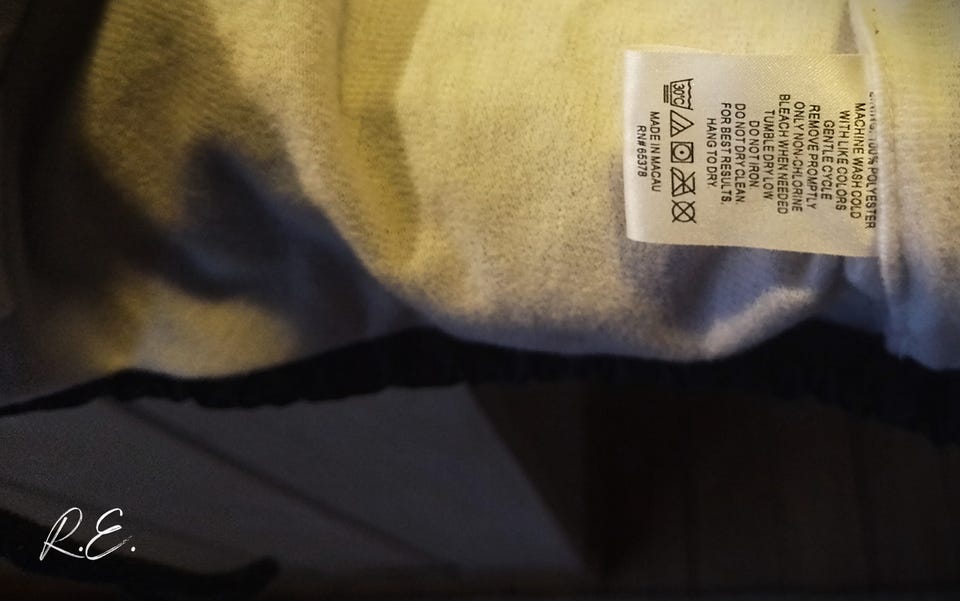 100% POLYESTER
MACHINE WASH COLD
WITH LIKE COLORS
GENTLE CYCLE
REMOVE PROMPTLY
ONLY NON-CHLORINE
BLEACH WHEN NEEDED
TUMBLE DRY LOW
DO NOT IRON
DO NOT DRY CLEAN.
FOR BEST RESULTS.
HANG TO DRY.
30°C
MADE IN MACAU
RN# 65378
R.E.